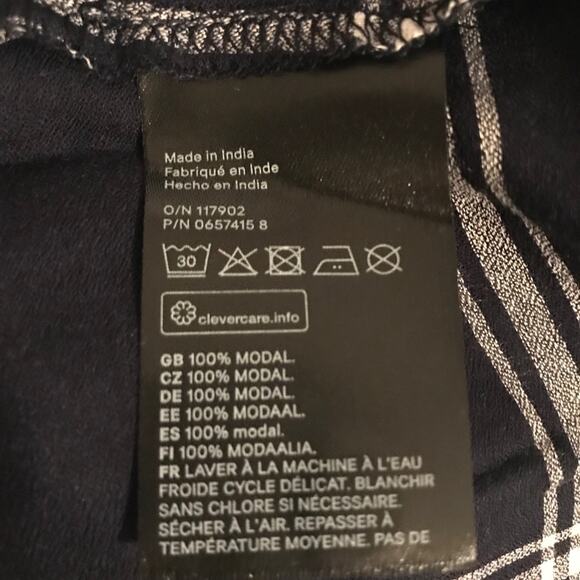 Made in India
Fabriqué en Inde
Hecho en India
O/N 117902
P/N 0657415 8
30
clevercare.info
GB 100% MODAL.
CZ 100% MODAL.
DE 100% MODAL.
EE 100% MODAAL.
ES 100% modal.
FI 100% MODAALIA.
FR LAVER À LA MACHINE À L'EAU
FROIDE CYCLE DÉLICAT. BLANCHIR
SANS CHLORE SI NÉCESSAIRE.
SÉCHER À L'AIR. REPASSER À
TEMPÉRATURE MOYENNE. PAS DE